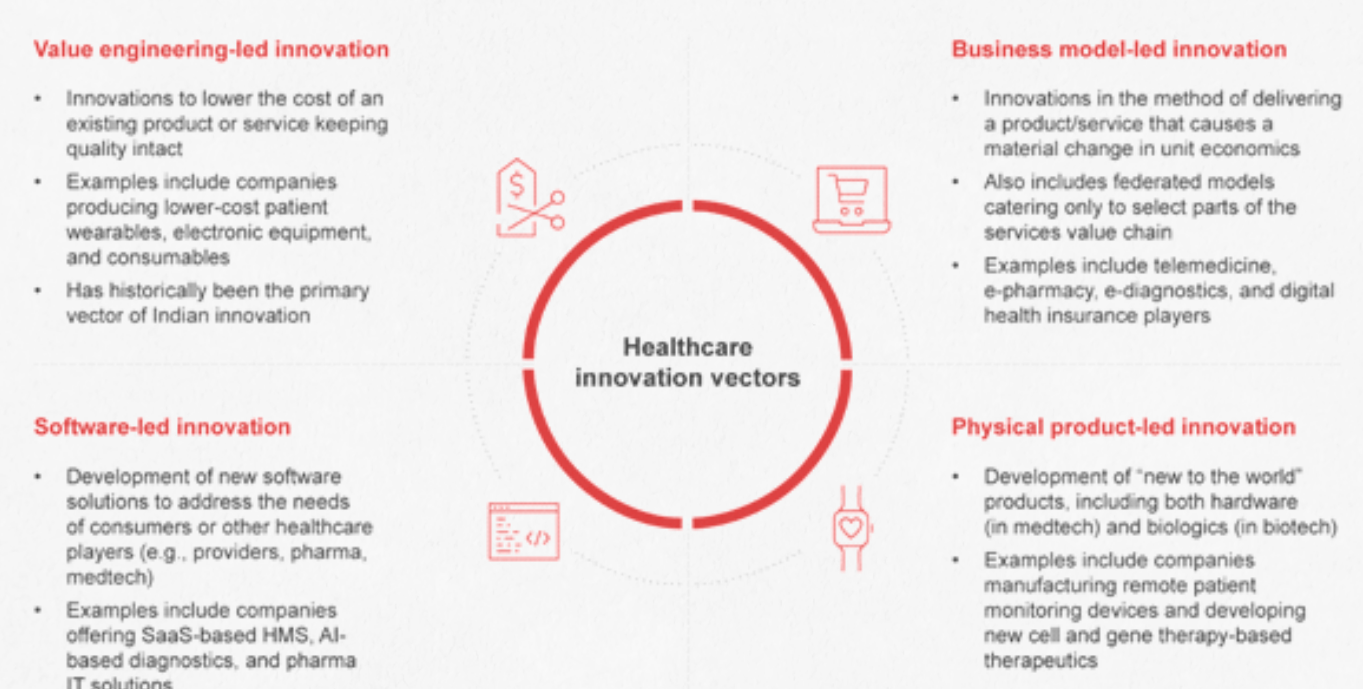 Value engineering-led innovation
• Innovations to lower the cost of an
existing product or service keeping
quality intact
• Examples include companies
producing lower-cost patient
wearables, electronic equipment,
and consumables
• Has historically been the primary
vector of Indian innovation
Business model-led innovation
• Innovations in the method of delivering
a product/service that causes a
material change in unit economics
• Also includes federated models
catering only to select parts of the
services value chain
• Examples include telemedicine,
e-pharmacy, e-diagnostics, and digital
health insurance players
$
Healthcare
innovation vectors
Software-led innovation
• Development of new software
solutions to address the needs
of consumers or other healthcare
players (e.g., providers, pharma,
medtech)
• Examples include companies
offering SaaS-based HMS, AI-
based diagnostics, and pharma
IT solutions
</>
Physical product-led innovation
• Development of “new to the world”
products, including both hardware
(in medtech) and biologics (in biotech)
• Examples include companies
manufacturing remote patient
monitoring devices and developing
new cell and gene therapy-based
therapeutics